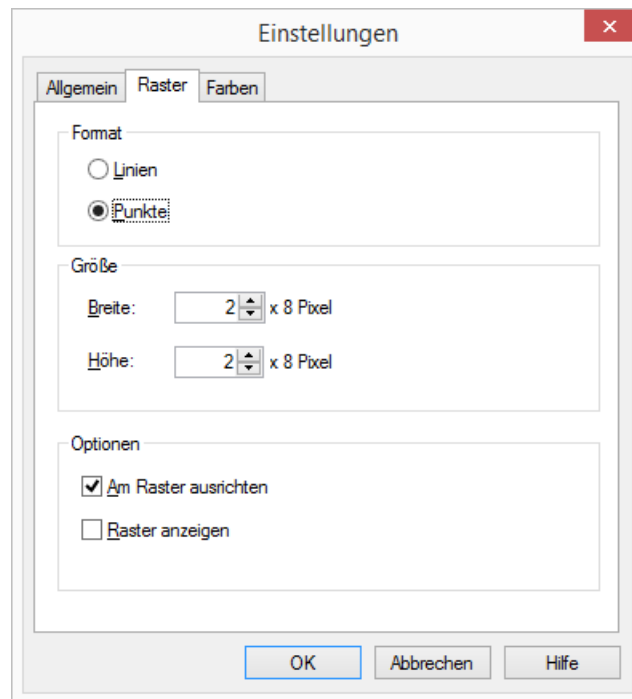 Einstellungen
Allgemein Raster Farben
Format
Linien
Punkte
Größe
Breite: 2 x 8 Pixel
Höhe: 2 x 8 Pixel
Optionen
Am Raster ausrichten
Raster anzeigen
OK Abbrechen Hilfe